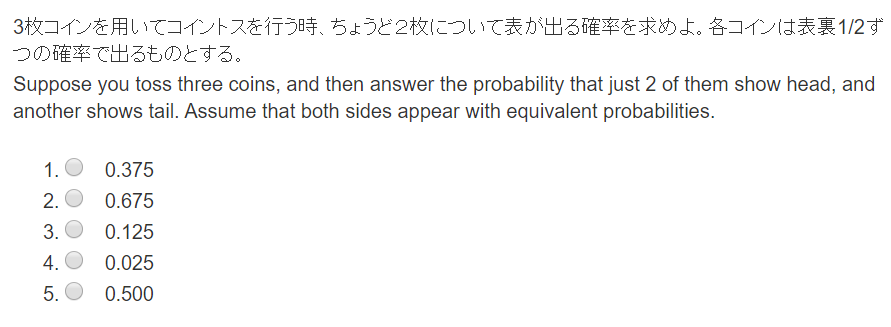 3枚コインを用いてコイントスを行う時、ちょうど２枚について表が出る確率を求めよ。各コインは表裏1/2ず
つの確率で出るものとする。
Suppose you toss three coins, and then answer the probability that just 2 of them show head, and
another shows tail. Assume that both sides appear with equivalent probabilities.
1. 0.375
2. 0.675
3. 0.125
4. 0.025
5. 0.500